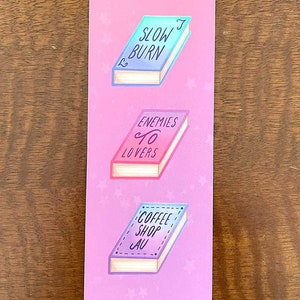 SLOW
BURN
ENEMIES
TO
LOVERS
COFFEE
SHOP
AU